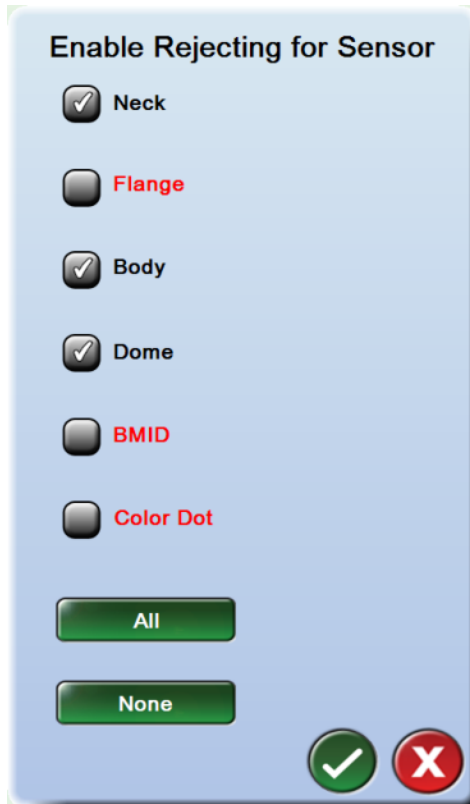 Enable Rejecting for Sensor
Neck
Flange
Body
Dome
BMID
Color Dot
All
None